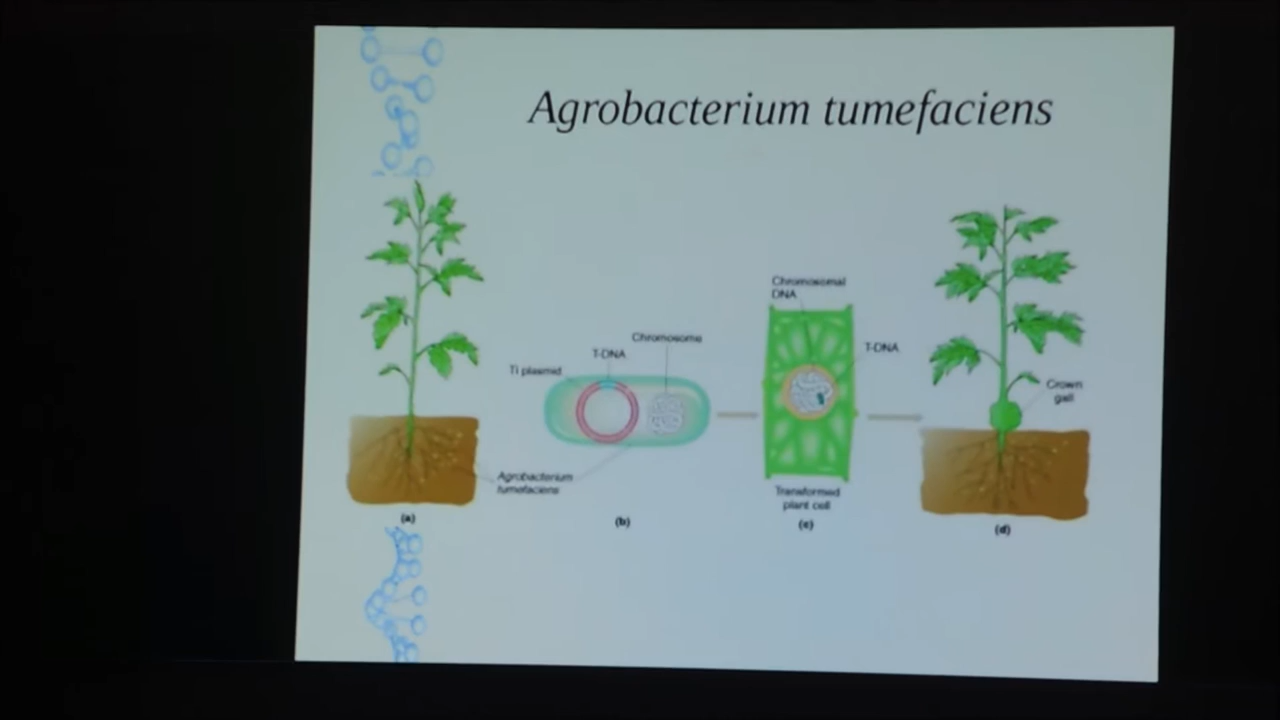 Agrobacterium tumefaciens
Chromosomal
DNA
Chromosome
T-DNA
T-DNA
Ti plasmid
Crown
gall
Agrobacterium
tumefaciens
Transformed
plant cell
(a)
(b)
(c)
(d)